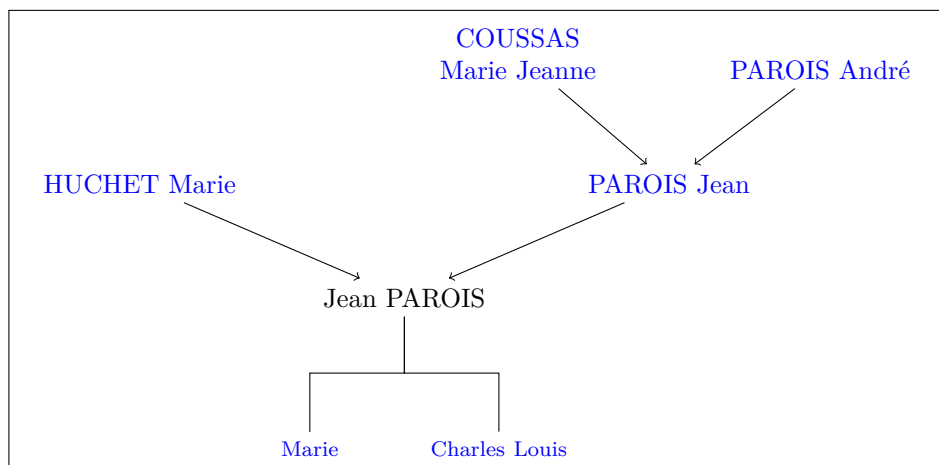 COUSSAS
Marie Jeanne
PAROIS André
HUCHET Marie
PAROIS Jean
Jean PAROIS
Marie
Charles Louis